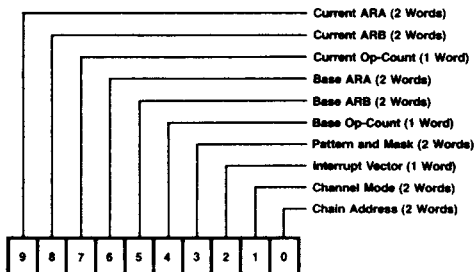 Current ARA (2 Words)
Current ARB (2 Words)
Current Op-Count (1 Word)
Base ARA (2 Words)
Base ARB (2 Words)
Base Op-Count (1 Word)
Pattern and Mask (2 Words)
Interrupt Vector (1 Word)
Channel Mode (2 Words)
Chain Address (2 Words)
9 8 7 6 5 4 3 2 1 0